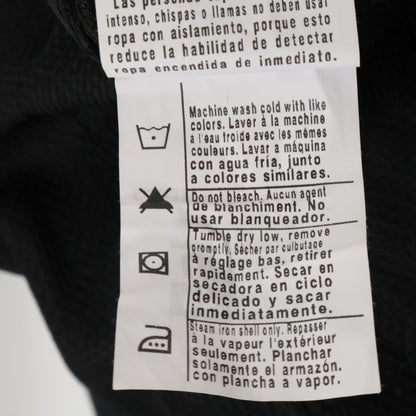 Las personas
intenso, chispas o llamas no deben usar
ropa con aislamiento, porque esto
reduce la habilidad de detectar
ropa encendida de inmediato.
Machine wash cold with like
colors. Laver à la machine
a l'eau froide avec les mêmes
couleurs. Lavar a máquina
con agua fría, junto
a colores similares.
Do not bleach. Aucun agent
de blanchiment. No
usar blanqueador.
Tumble dry low, remove
promptly. Sécher par culbutage
à réglage bas, retirer
rapidement. Secar en
secadora en ciclo
delicado y sacar
inmediatamente.
Steam iron shell only. Repasser
à la vapeur l'extérieur
seulement. Planchar
solamente el armazón.
con plancha a vapor.